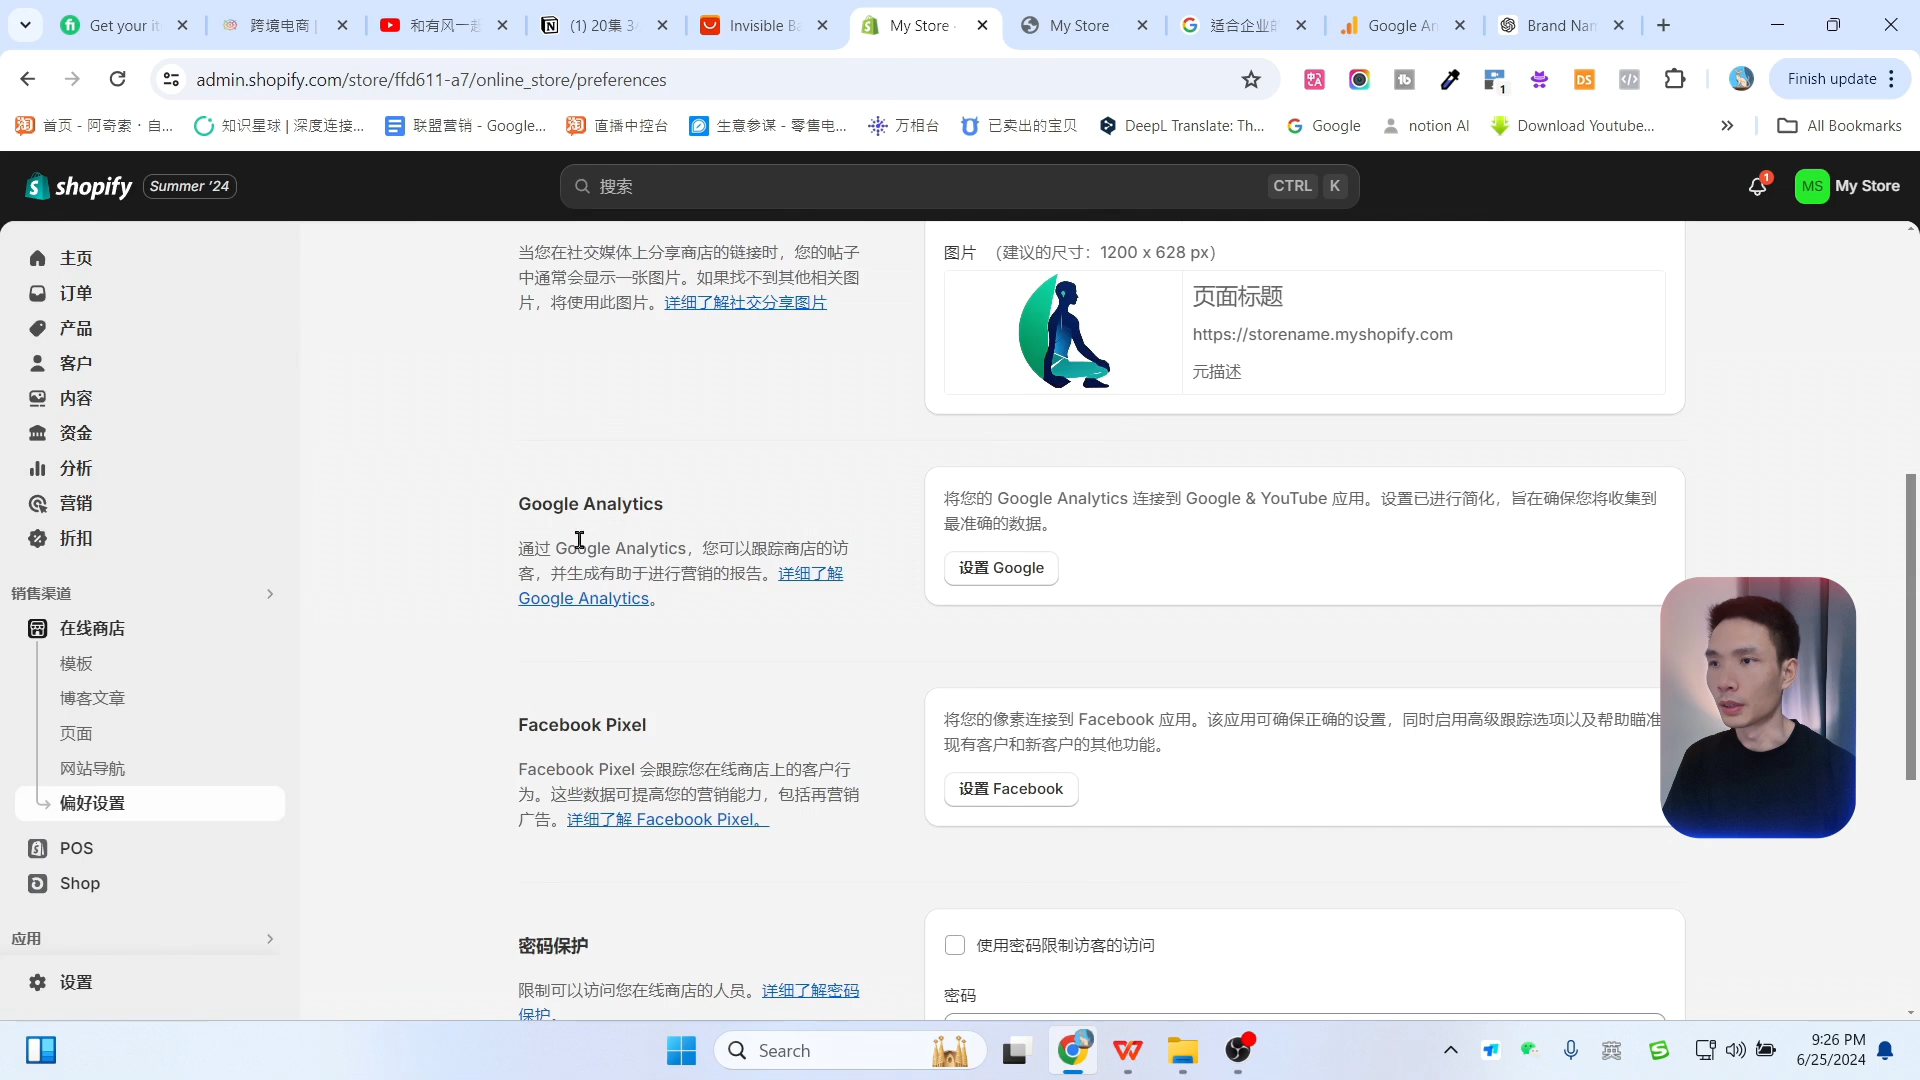 Get your it
跨境电商 |
和有风一起
(1) 20集 34
Invisible Ba
My Store ·
My Store
适合企业的
Google An
Brand Nam
admin.shopify.com/store/ffd611-a7/online_store/preferences
1
DS
Finish update
首页 - 阿奇索 · 自...
知识星球 | 深度连接...
联盟营销 - Google...
直播中控台
生意参谋 - 零售电...
万相台
已卖出的宝贝
DeepL Translate: Th...
Google
notion AI
Download Youtube...
All Bookmarks
shopify
Summer '24
搜索
CTRL K
1
MS
My Store
主页
订单
产品
客户
内容
资金
分析
营销
折扣
销售渠道
在线商店
模板
博客文章
页面
网站导航
偏好设置
POS
Shop
应用
设置
当您在社交媒体上分享商店的链接时，您的帖子
中通常会显示一张图片。如果找不到其他相关图
片，将使用此图片。详细了解社交分享图片
图片 （建议的尺寸：1200 x 628 px）
页面标题
https://storename.myshopify.com
元描述
Google Analytics
通过 Google Analytics，您可以跟踪商店的访
客，并生成有助于进行营销的报告。详细了解
Google Analytics。
将您的 Google Analytics 连接到 Google & YouTube 应用。设置已进行简化，旨在确保您将收集到
最准确的数据。
设置 Google
Facebook Pixel
Facebook Pixel 会跟踪您在线商店上的客户行
为。这些数据可提高您的营销能力，包括再营销
广告。详细了解 Facebook Pixel。
将您的像素连接到 Facebook 应用。该应用可确保正确的设置，同时启用高级跟踪选项以及帮助瞄准
现有客户和新客户的其他功能。
设置 Facebook
密码保护
限制可以访问您在线商店的人员。详细了解密码
保护。
使用密码限制访客的访问
密码
Search
英
9:26 PM
6/25/2024